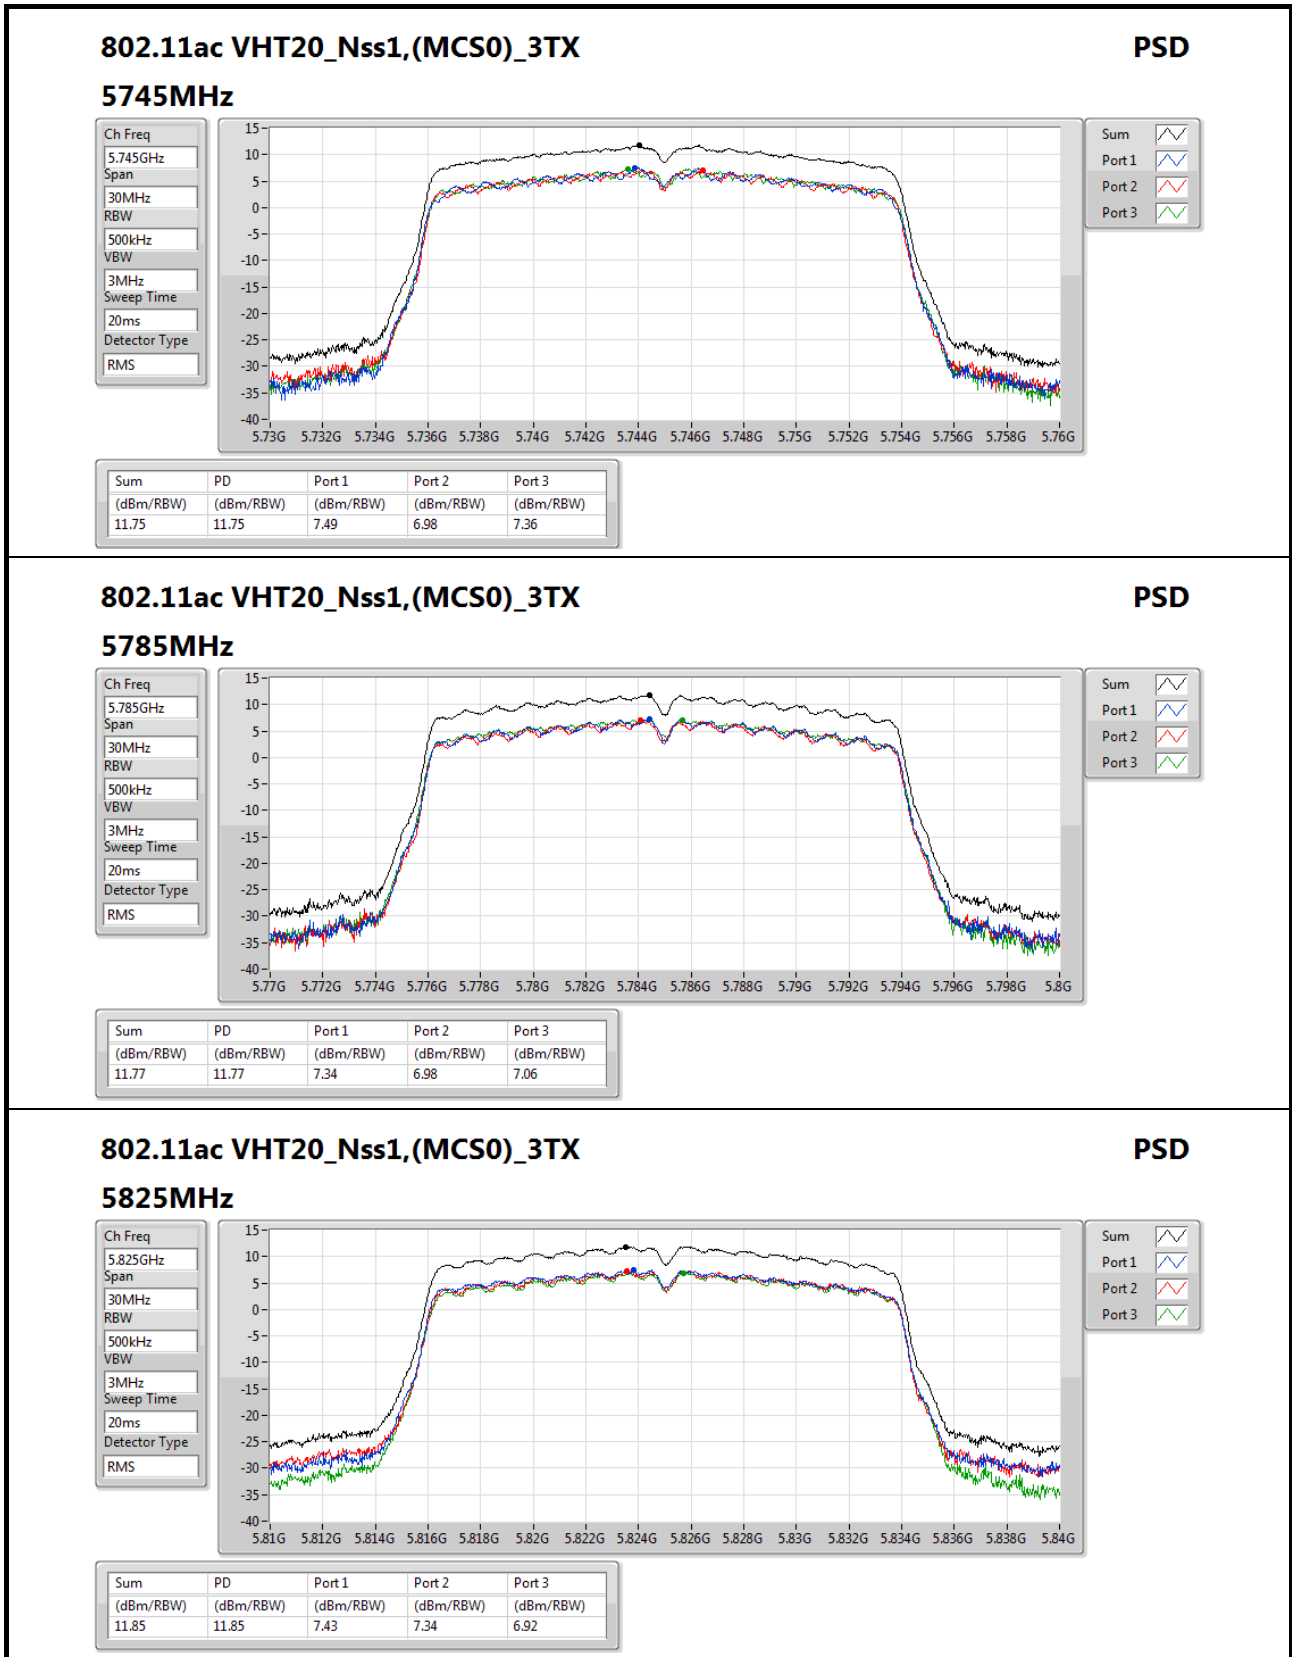 802.11ac VHT20_Nss1,(MCS0)_3TX PSD
5745MHz
Ch Freq
5.745GHz
Span
30MHz
RBW
500kHz
VBW
3MHz
Sweep Time
20ms
Detector Type
RMS
15
10
5
0
-5
-10
-15
-20
-25
-30
-35
-40
5.73G 5.732G 5.734G 5.736G 5.738G 5.74G 5.742G 5.744G 5.746G 5.748G 5.75G 5.752G 5.754G 5.756G 5.758G 5.76G
Sum
Port 1
Port 2
Port 3
Sum PD Port 1 Port 2 Port 3
(dBm/RBW) (dBm/RBW) (dBm/RBW) (dBm/RBW) (dBm/RBW)
11.75 11.75 7.49 6.98 7.36
802.11ac VHT20_Nss1,(MCS0)_3TX PSD
5785MHz
Ch Freq
5.785GHz
Span
30MHz
RBW
500kHz
VBW
3MHz
Sweep Time
20ms
Detector Type
RMS
15
10
5
0
-5
-10
-15
-20
-25
-30
-35
-40
5.77G 5.772G 5.774G 5.776G 5.778G 5.78G 5.782G 5.784G 5.786G 5.788G 5.79G 5.792G 5.794G 5.796G 5.798G 5.8G
Sum
Port 1
Port 2
Port 3
Sum PD Port 1 Port 2 Port 3
(dBm/RBW) (dBm/RBW) (dBm/RBW) (dBm/RBW) (dBm/RBW)
11.77 11.77 7.34 6.98 7.06
802.11ac VHT20_Nss1,(MCS0)_3TX PSD
5825MHz
Ch Freq
5.825GHz
Span
30MHz
RBW
500kHz
VBW
3MHz
Sweep Time
20ms
Detector Type
RMS
15
10
5
0
-5
-10
-15
-20
-25
-30
-35
-40
5.81G 5.812G 5.814G 5.816G 5.818G 5.82G 5.822G 5.824G 5.826G 5.828G 5.83G 5.832G 5.834G 5.836G 5.838G 5.84G
Sum
Port 1
Port 2
Port 3
Sum PD Port 1 Port 2 Port 3
(dBm/RBW) (dBm/RBW) (dBm/RBW) (dBm/RBW) (dBm/RBW)
11.85 11.85 7.43 7.34 6.92